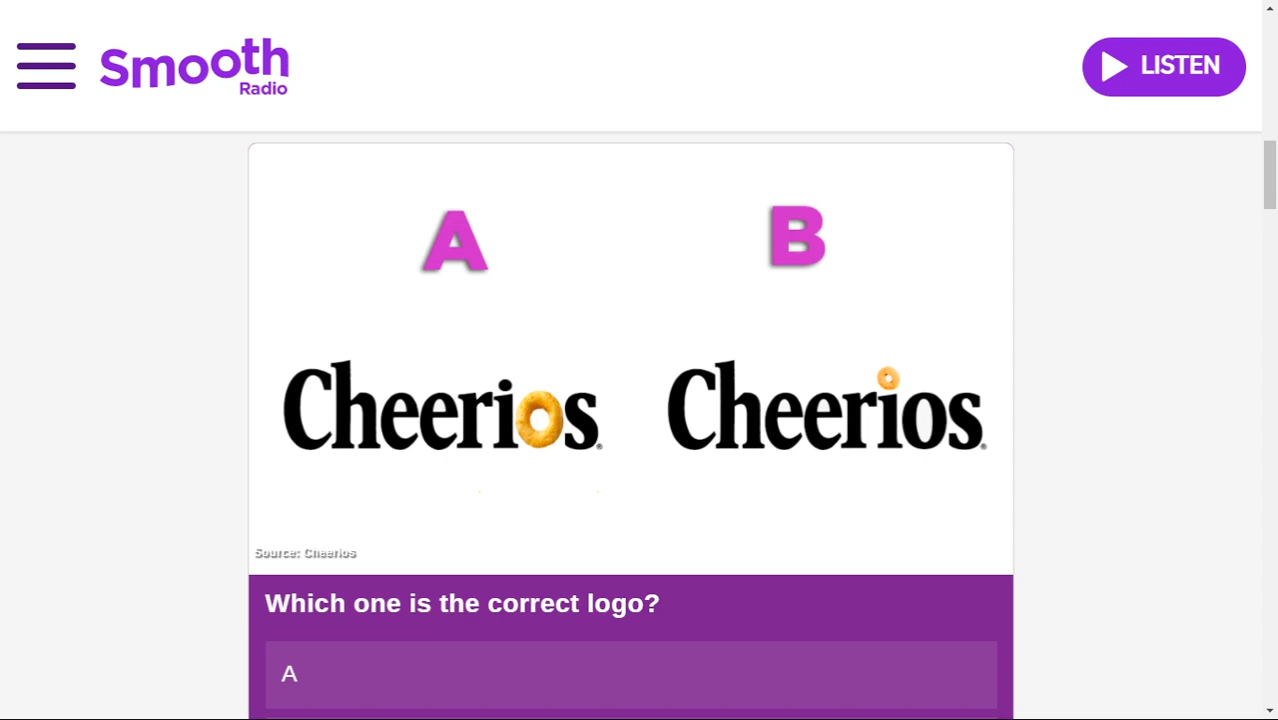 Smooth
Radio
LISTEN
A
B
Cheerios®
Cheerios®
Source: Cheerios
Which one is the correct logo?
A